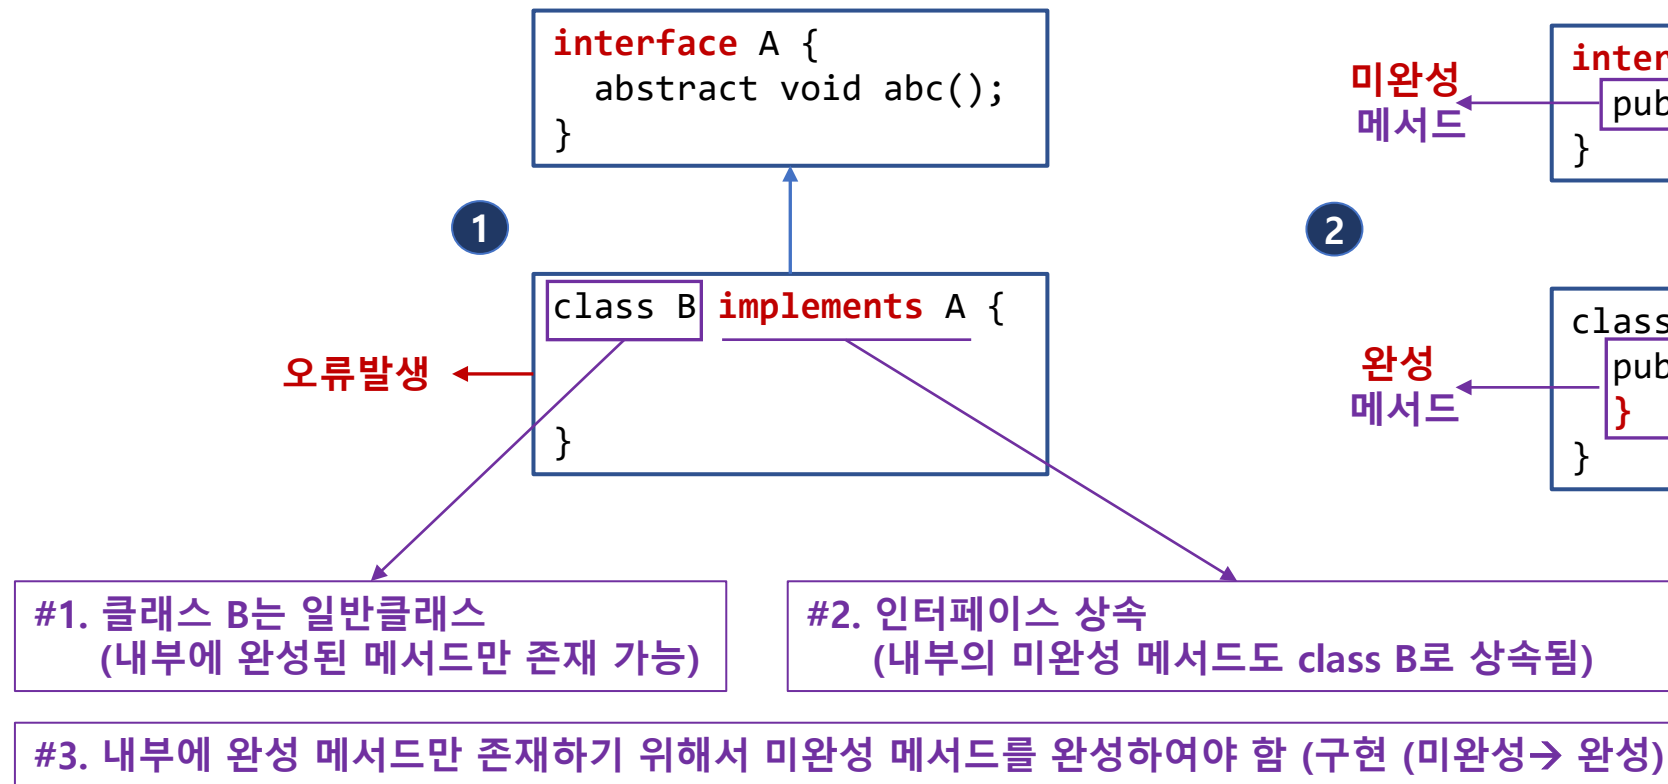 interface A {
abstract void abc();
}
1
class B implements A {
}
오류발생
미완성
메서드
pub
}
2
class
완성
메서드
pub
}
}
#1. 클래스 B는 일반클래스
(내부에 완성된 메서드만 존재 가능)
#2. 인터페이스 상속
(내부의 미완성 메서드도 class B로 상속됨)
#3. 내부에 완성 메서드만 존재하기 위해서 미완성 메서드를 완성하여야 함 (구현 (미완성→ 완성)